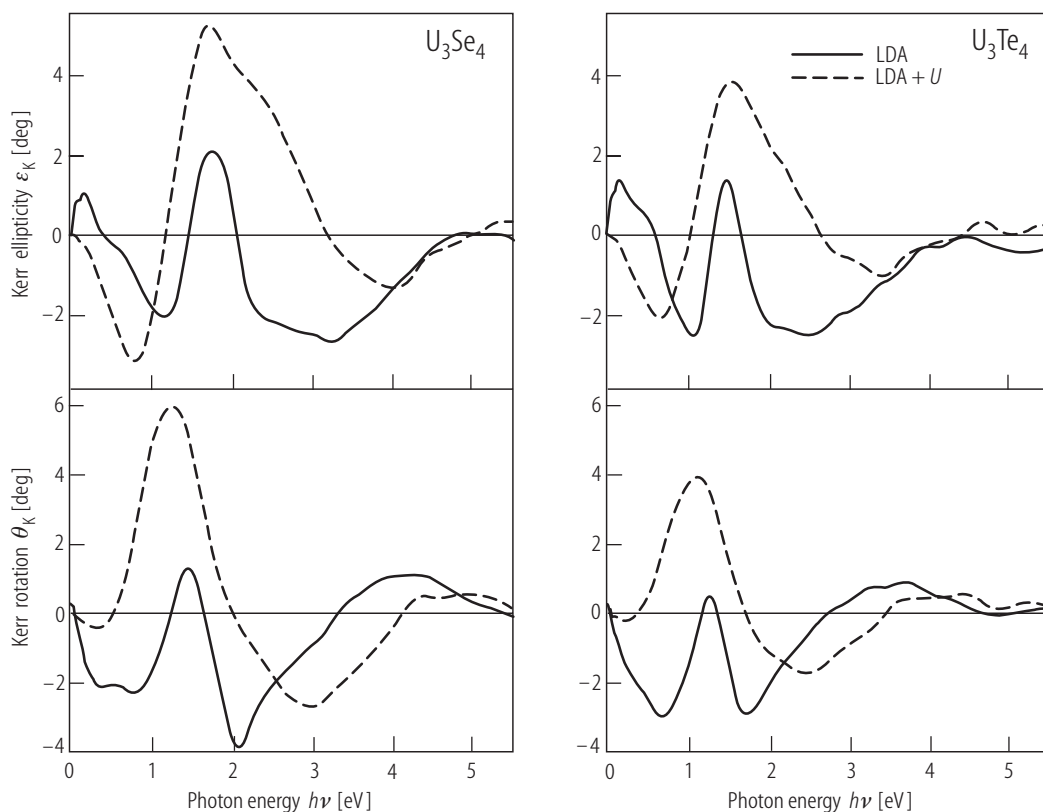 U3Se4
U3Te4
LDA
LDA + U
Kerr ellipticity εK [deg]
4
2
0
−2
4
2
0
−2
Kerr rotation θK [deg]
6
4
2
0
−2
−4
6
4
2
0
−2
−4
0 1 2 3 4 5
0 1 2 3 4 5
Photon energy hν [eV]
Photon energy hν [eV]